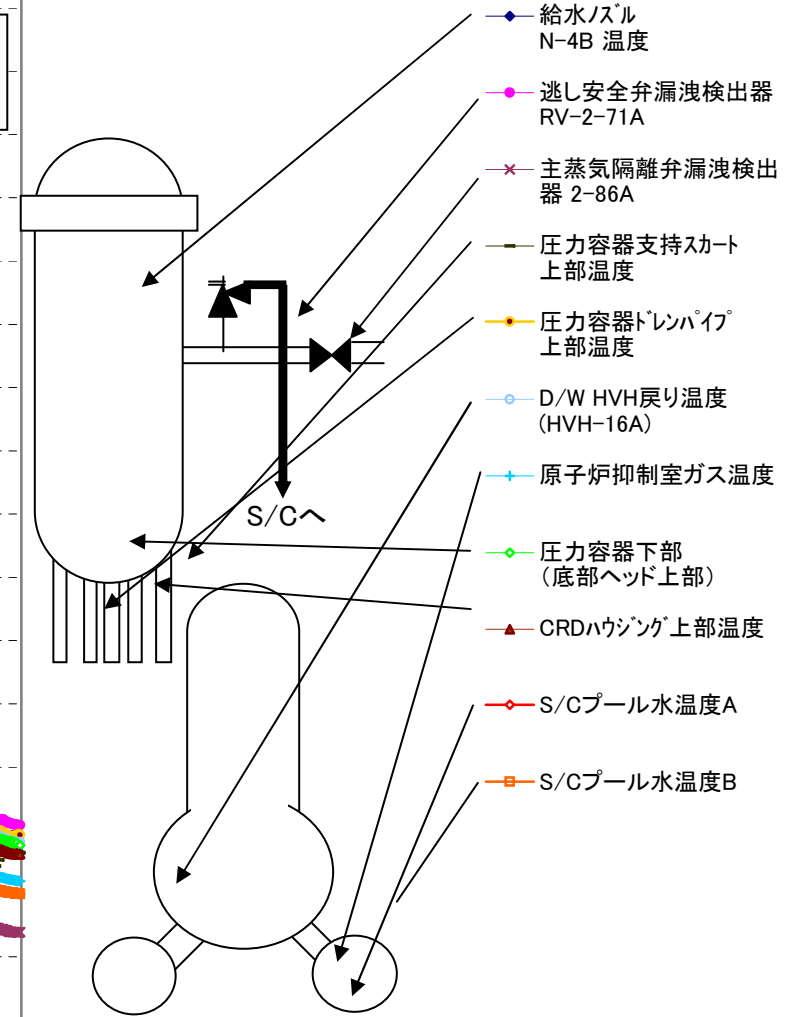 給水ノズル
N-4B 温度
逃し安全弁漏洩検出器
RV-2-71A
主蒸気隔離弁漏洩検出
器 2-86A
圧力容器支持スカート
上部温度
圧力容器ドレンパイプ
上部温度
D/W HVH戻り温度
(HVH-16A)
原子炉抑制室ガス温度
S/Cへ
圧力容器下部
(底部ヘッド上部)
CRDハウジング上部温度
S/Cプール水温度A
S/Cプール水温度B